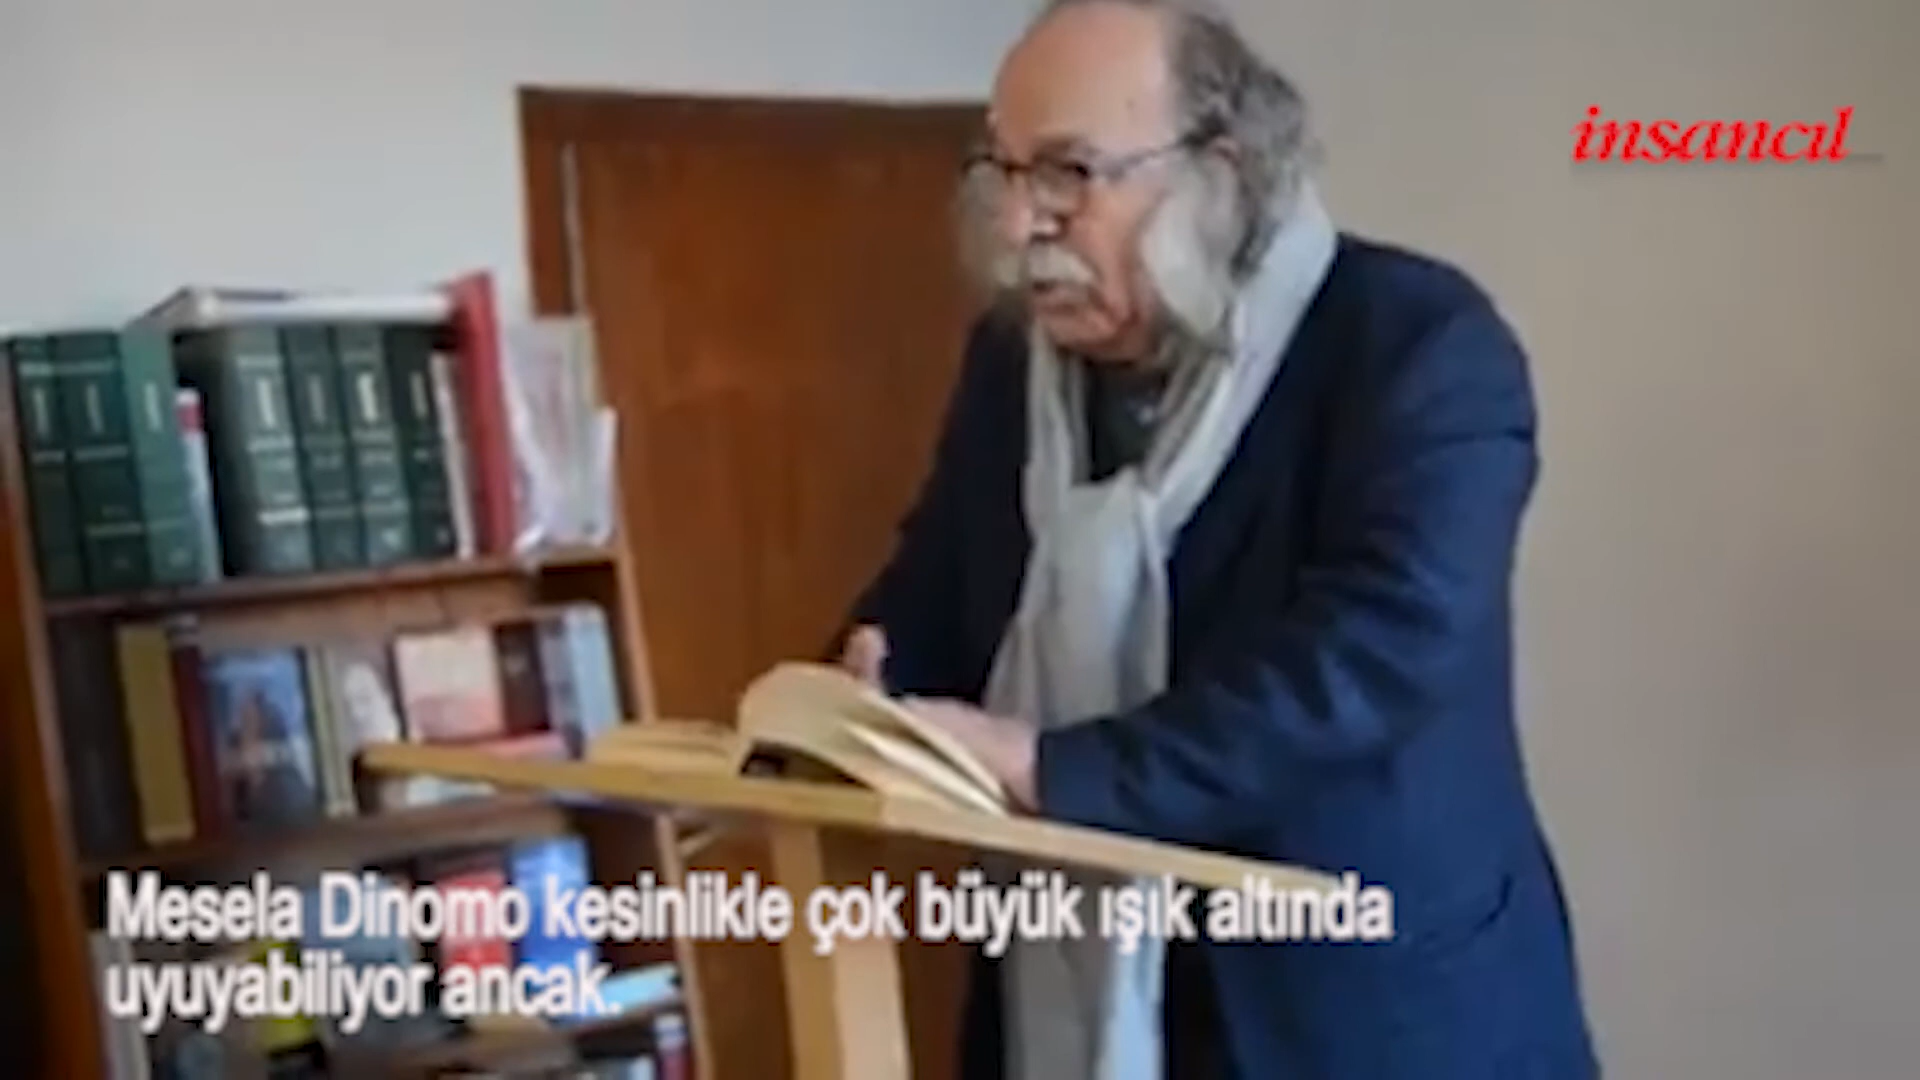 insancıl
Mesela Dinomo kesinlikle çok büyük ışık altında
uyuyabiliyor ancak.